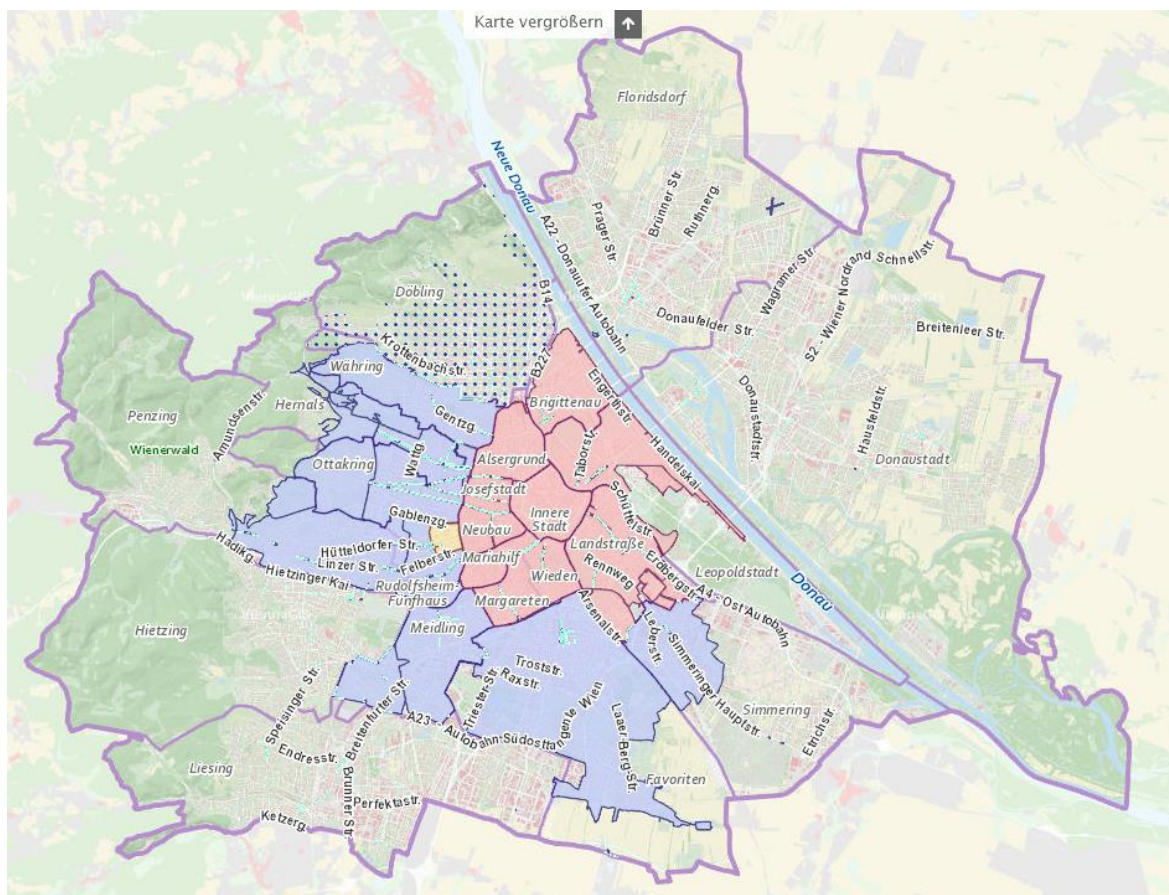 Karte vergrößern
Floridsdorf
Neue Donau
Prager Str.
Brünner Str.
Ruthnerg.
A22 - Donauufer Autobahn
Wagramer Str.
S2 - Wiener Nordrand Schnellstr.
Döbling
B14
Donaufelder Str.
Breitenleer Str.
Krottenbachstr.
B227
Währing
Hernals
Penzing
Amundsenstr.
Wienerwald
Gentzg.
Brigittenau
Engerthstr.
Donaustadtstr.
Hausfeldstr.
Donaustadt
Ottakring
Wattg.
Alsergrund
Taborstr.
Handelskai
Josefstadt
Innere
Stadt
Schüttelstr.
Gablenzg.
Neubau
Landstraße
Hütteldorfer Str.
Felberstr.
Linzer Str.
Mariahilf
Hadikg.
Hietzinger Kai
Rudolfsheim-
Fünfhaus
Wieden
Rennweg
Erdbergstr.
Leopoldstadt
Donau
A4 - Ost Autobahn
Margareten
Arsenalstr.
Hietzing
Meidling
Leberstr.
Simmeringer Hauptstr.
Troststr.
Raxstr.
Triester Str.
Speisinger Str.
Breitenfurter Str.
A23 - Autobahn-Südosttangente Wien
Laaer-Berg-Str.
Simmering
Etrichstr.
Endresstr.
Liesing
Brunner Str.
Perfektastr.
Favoriten
Ketzerg.